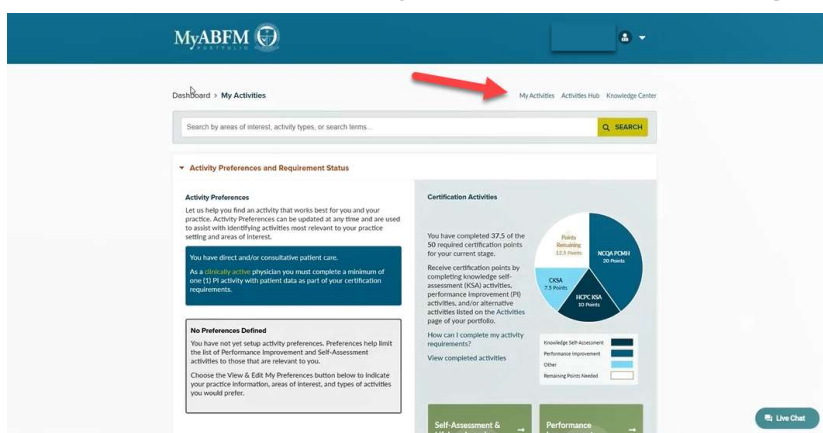 MyABFM
PORTFOLIO
Dashboard > My Activities
My Activities Activities Hub Knowledge Center
Search by areas of interest, activity types, or search terms...
SEARCH
Activity Preferences and Requirement Status
Activity Preferences
Let us help you find an activity that works best for you and your
practice. Activity Preferences can be updated at any time and are used
to assist with identifying activities most relevant to your practice
setting and areas of interest.
You have direct and/or consultative patient care.
As a clinically active physician you must complete a minimum of
one (1) PI activity with patient data as part of your certification
requirements.
No Preferences Defined
You have not yet setup activity preferences. Preferences help limit
the list of Performance Improvement and Self-Assessment
activities to those that are relevant to you.
Choose the View & Edit My Preferences button below to indicate
your practice information, areas of interest, and types of activities
you would prefer.
Certification Activities
You have completed 37.5 of the
50 required certification points
for your current stage.
Receive certification points by
completing knowledge self-
assessment (KSA) activities,
performance improvement (PI)
activities, and/or alternative
activities listed on the Activities
page of your portfolio.
How can I complete my activity
requirements?
View completed activities
Points
Remaining
12.5 Points
NCQA PCMH
20 Points
CKSA
7.5 Points
HCPC KSA
10 Points
Knowledge Self-Assessment
Performance Improvement
Other
Remaining Points Needed
Self-Assessment &
Performance
Live Chat